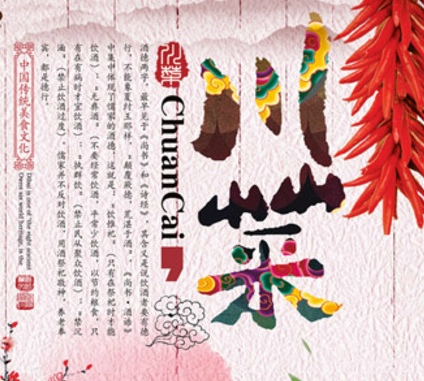 川菜
ChuanCai
酒德两字,最早见于《尚书》和《诗经》,其含义是说饮酒者要有德
行,不能象夏纣王那样,"颠覆厥德,荒湛于酒"。《尚书·酒诰》
中集中体现了儒家的酒德,这就是,"饮惟祀"。(只有在祭祀时才能
饮酒);"无彝酒"。(不要经常饮酒,平常少饮酒,以节约粮食,只
有在有病时才宜饮酒);"执群饮"。(禁止民从聚众饮酒);"禁沉
湎"。(禁止饮酒过度)。儒家并不反对饮酒,用酒祭祀敬神,养老奉
宾,都是德行。
中国传统美食文化
Dibai is one of "the eight ancients"
Owens six world heritage, is the